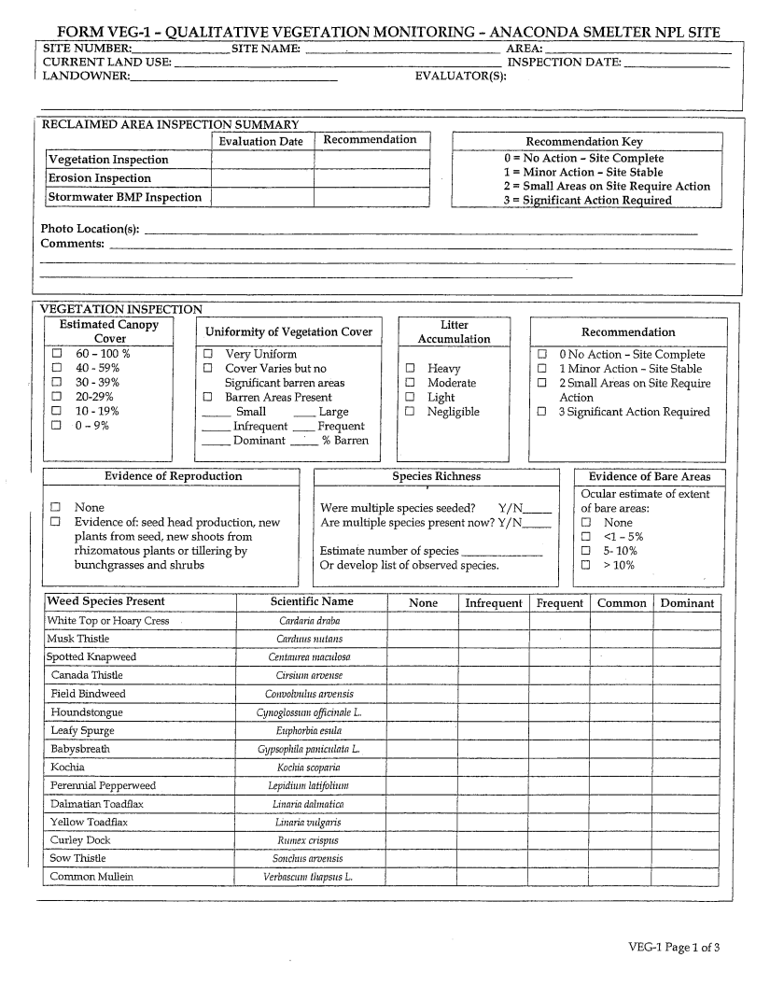 FORM VEG-1 – QUALITATIVE VEGETATION MONITORING – ANACONDA SMELTER NPL SITE
SITE NUMBER: SITE NAME: AREA:
CURRENT LAND USE: INSPECTION DATE:
LANDOWNER: EVALUATOR(S):
RECLAIMED AREA INSPECTION SUMMARY
Evaluation Date Recommendation
Vegetation Inspection
Erosion Inspection
Stormwater BMP Inspection
Recommendation Key
0 = No Action – Site Complete
1 = Minor Action – Site Stable
2 = Small Areas on Site Require Action
3 = Significant Action Required
Photo Location(s):
Comments:
VEGETATION INSPECTION
Estimated Canopy
Cover
☐ 60 – 100 %
☐ 40 - 59%
☐ 30 – 39%
☐ 20-29%
☐ 10 - 19%
☐ 0 – 9%
Uniformity of Vegetation Cover
☐ Very Uniform
☐ Cover Varies but no
Significant barren areas
☐ Barren Areas Present
____ Small ____ Large
____ Infrequent ____ Frequent
____ Dominant ____ % Barren
Litter
Accumulation
☐ Heavy
☐ Moderate
☐ Light
☐ Negligible
Recommendation
☐ 0 No Action – Site Complete
☐ 1 Minor Action – Site Stable
☐ 2 Small Areas on Site Require
Action
☐ 3 Significant Action Required
Evidence of Reproduction
☐ None
☐ Evidence of: seed head production, new
plants from seed, new shoots from
rhizomatous plants or tillering by
bunchgrasses and shrubs
Species Richness
Were multiple species seeded? Y/N____
Are multiple species present now? Y/N____
Estimate number of species ____
Or develop list of observed species.
Evidence of Bare Areas
Ocular estimate of extent
of bare areas:
☐ None
☐ <1 – 5%
☐ 5- 10%
☐ > 10%
Weed Species Present Scientific Name None Infrequent Frequent Common Dominant
White Top or Hoary Cress Cardaria draba
Musk Thistle Carduus nutans
Spotted Knapweed Centaurea maculosa
Canada Thistle Cirsium arvense
Field Bindweed Convolvulus arvensis
Houndstongue Cynoglossum officinale L.
Leafy Spurge Euphorbia esula
Babysbreath Gypsophila paniculata L.
Kochia Kochia scoparia
Perennial Pepperweed Lepidium latifolium
Dalmatian Toadflax Linaria dalmatica
Yellow Toadflax Linaria vulgaris
Curley Dock Rumex crispus
Sow Thistle Sonchus arvensis
Common Mullein Verbascum thapsus L.
VEG-1 Page 1 of 3